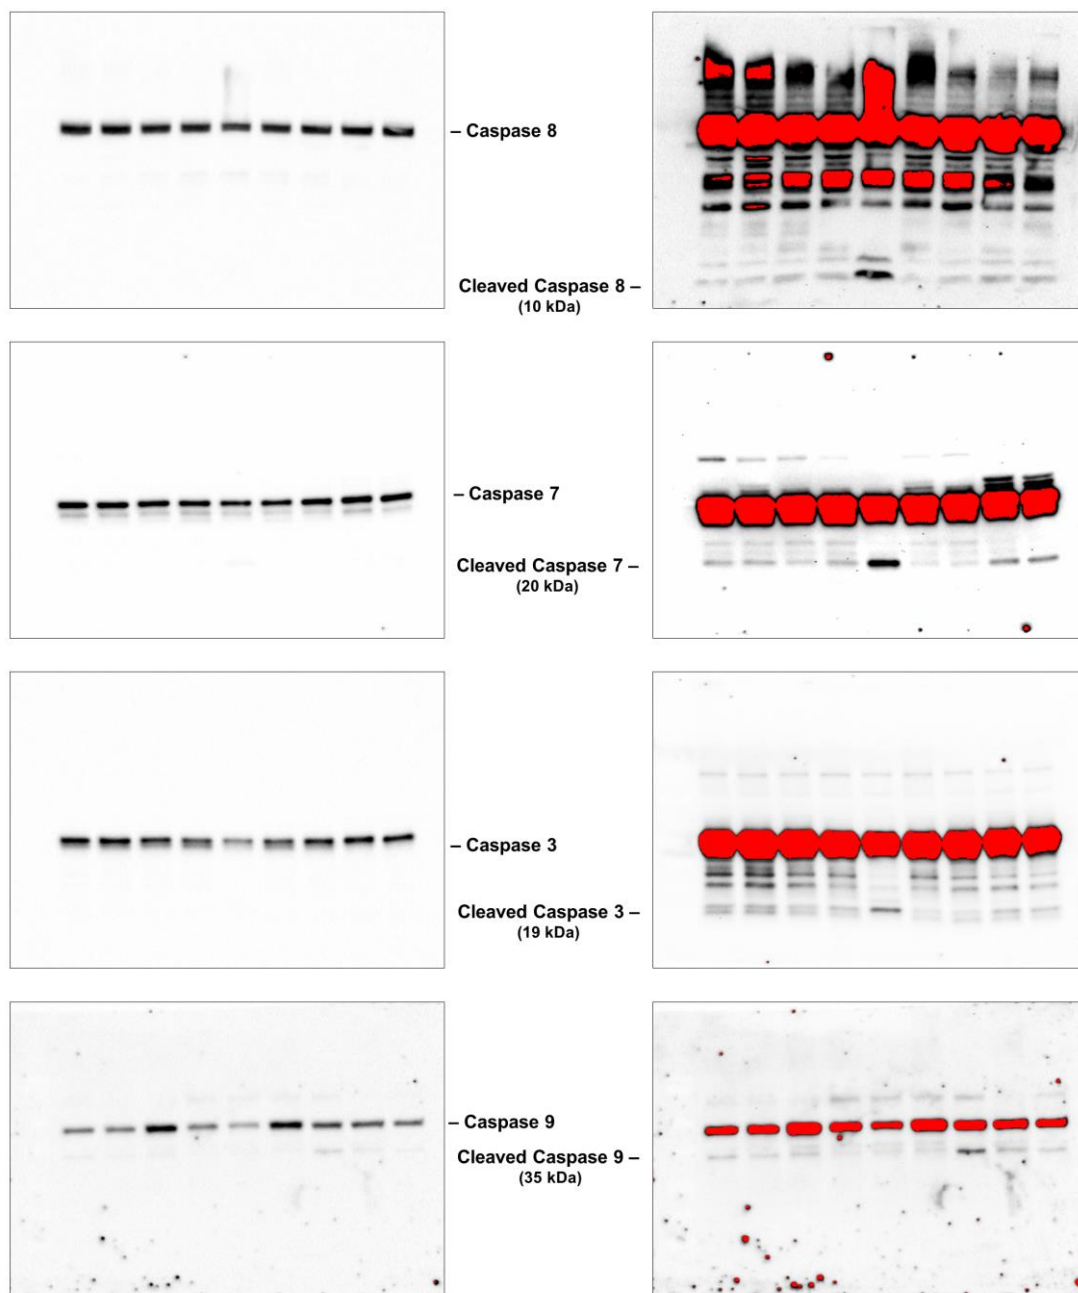 – Caspase 8
Cleaved Caspase 8 –
(10 kDa)
– Caspase 7
Cleaved Caspase 7 –
(20 kDa)
– Caspase 3
Cleaved Caspase 3 –
(19 kDa)
– Caspase 9
Cleaved Caspase 9 –
(35 kDa)